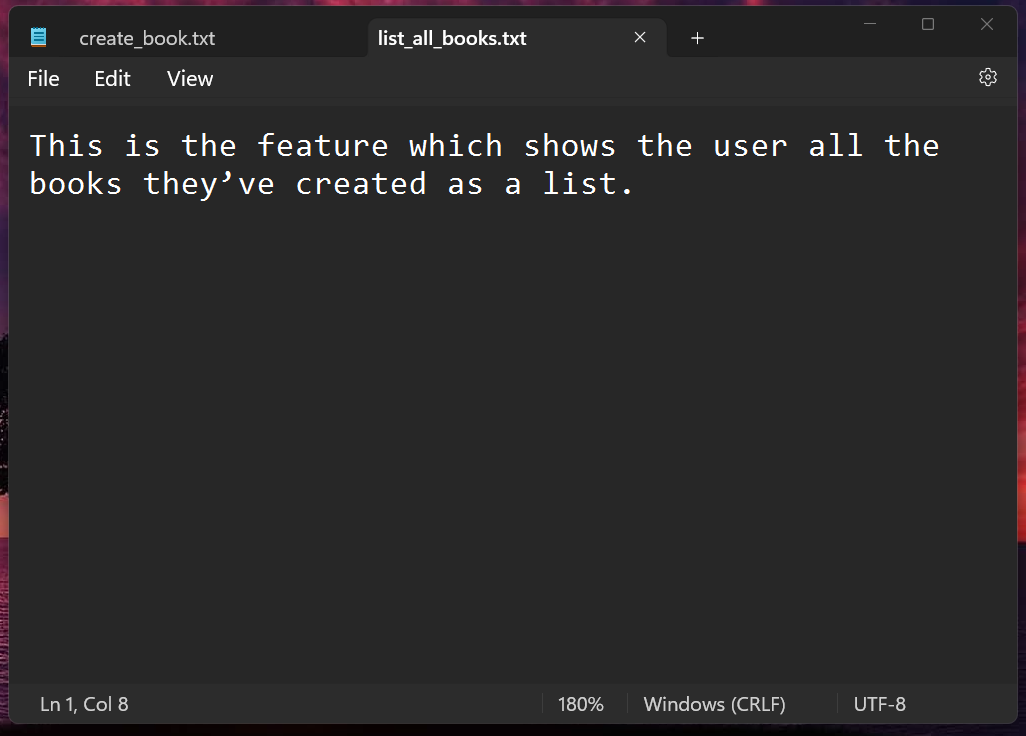 create_book.txt
list_all_books.txt
File Edit View
This is the feature which shows the user all the
books they’ve created as a list.
Ln 1, Col 8
180%
Windows (CRLF)
UTF-8